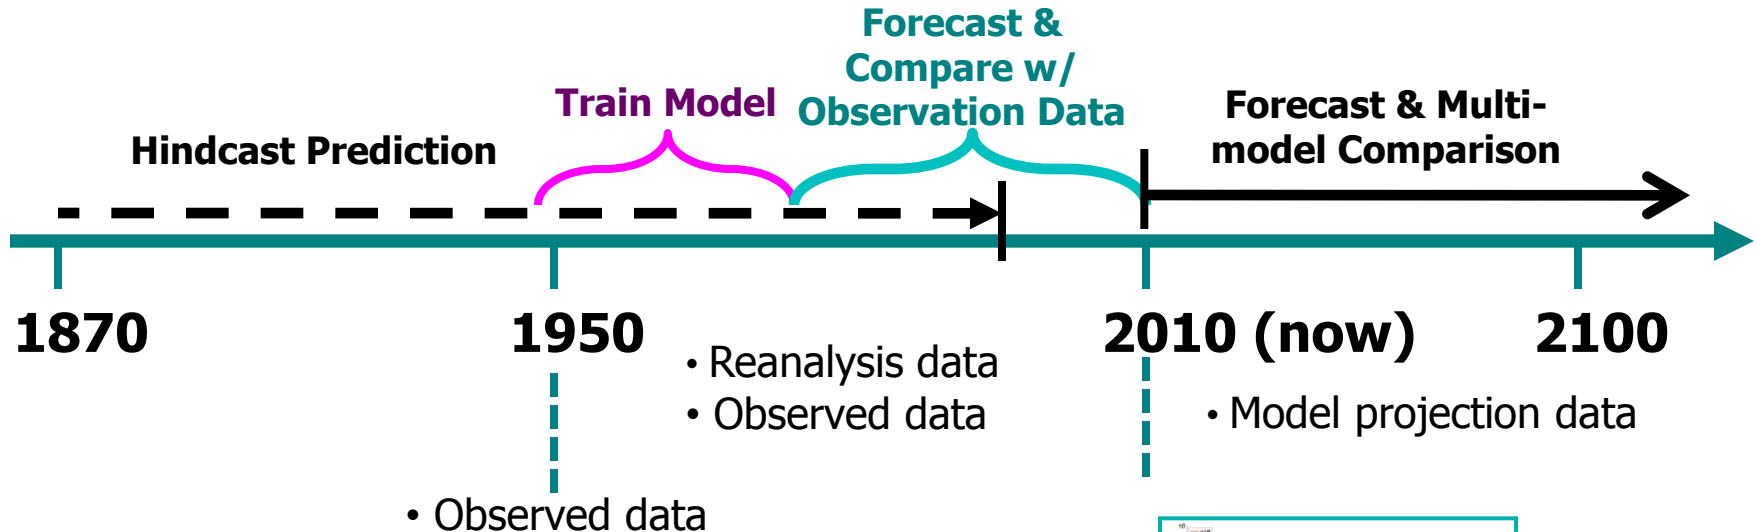 Forecast &
Compare w/
Observation Data
Train Model
Forecast & Multi-
model Comparison
Hindcast Prediction
1870
1950
2010 (now)
2100
• Reanalysis data
• Observed data
• Model projection data
• Observed data